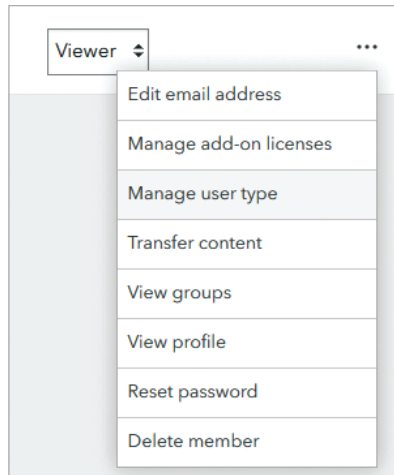 Viewer
Edit email address
Manage add-on licenses
Manage user type
Transfer content
View groups
View profile
Reset password
Delete member